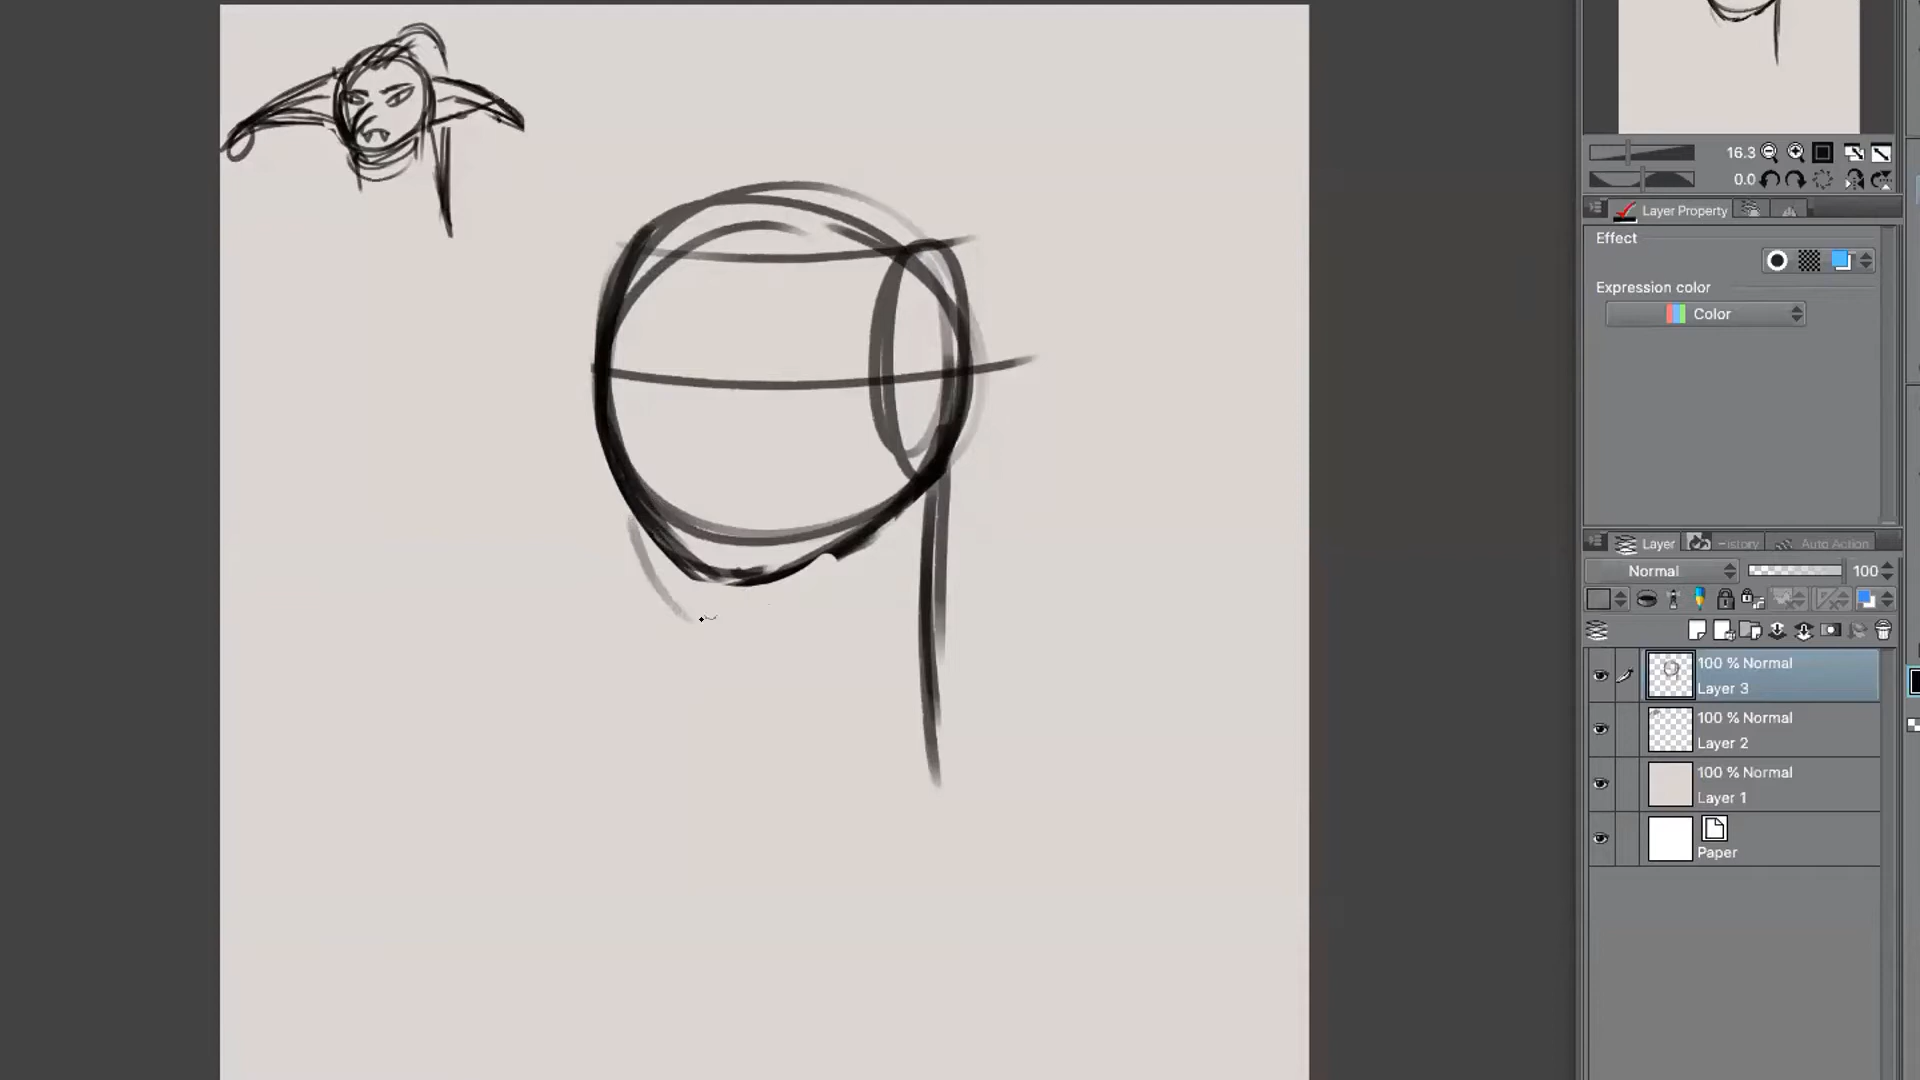 16.3
0.0
Layer Property
Effect
Expression color
Color
Layer
History
Auto Action
Normal
100
100 % Normal
Layer 3
100 % Normal
Layer 2
100 % Normal
Layer 1
Paper